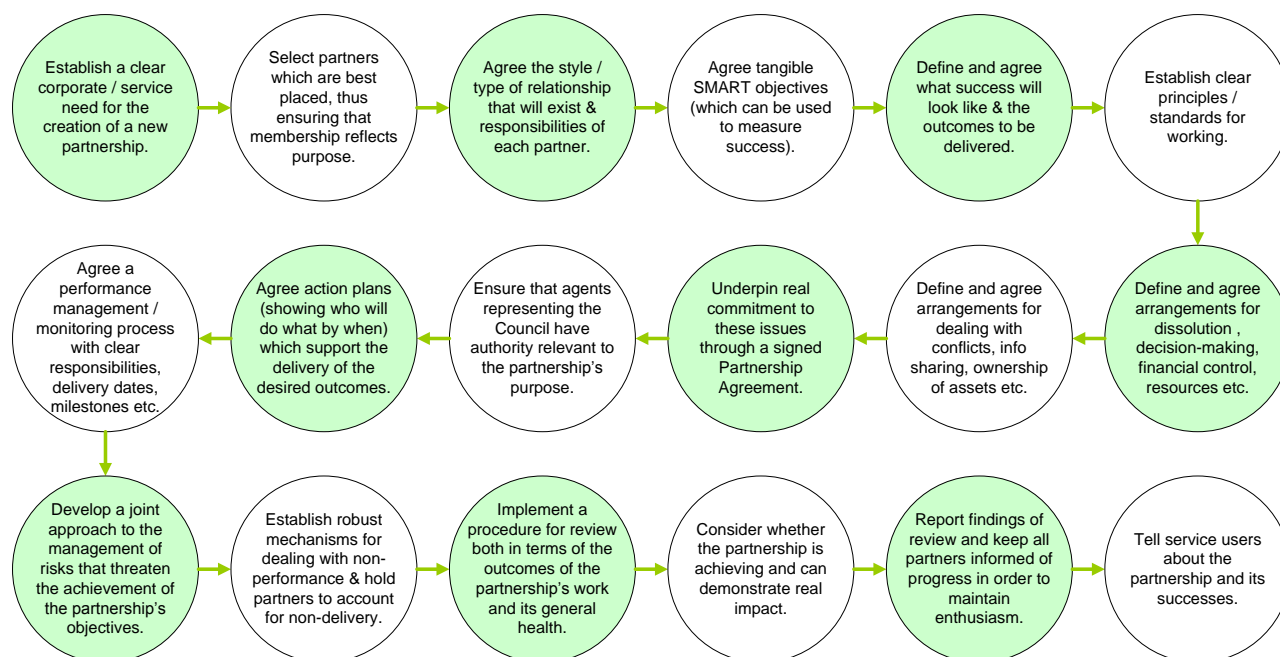 Establish a clear
corporate / service
need for the
creation of a new
partnership.
Select partners
which are best
placed, thus
ensuring that
membership reflects
purpose.
Agree the style /
type of relationship
that will exist &
responsibilities of
each partner.
Agree tangible
SMART objectives
(which can be used
to measure
success).
Define and agree
what success will
look like & the
outcomes to be
delivered.
Establish clear
principles /
standards for
working.
Define and agree
arrangements for
dissolution ,
decision-making,
financial control,
resources etc.
Define and agree
arrangements for
dealing with
conflicts, info
sharing, ownership
of assets etc.
Underpin real
commitment to
these issues
through a signed
Partnership
Agreement.
Ensure that agents
representing the
Council have
authority relevant to
the partnership's
purpose.
Agree action plans
(showing who will
do what by when)
which support the
delivery of the
desired outcomes.
Agree a
performance
management /
monitoring process
with clear
responsibilities,
delivery dates,
milestones etc.
Develop a joint
approach to the
management of
risks that threaten
the achievement of
the partnership's
objectives.
Establish robust
mechanisms for
dealing with non-
performance & hold
partners to account
for non-delivery.
Implement a
procedure for review
both in terms of the
outcomes of the
partnership's work
and its general
health.
Consider whether
the partnership is
achieving and can
demonstrate real
impact.
Report findings of
review and keep all
partners informed of
progress in order to
maintain
enthusiasm.
Tell service users
about the
partnership and its
successes.